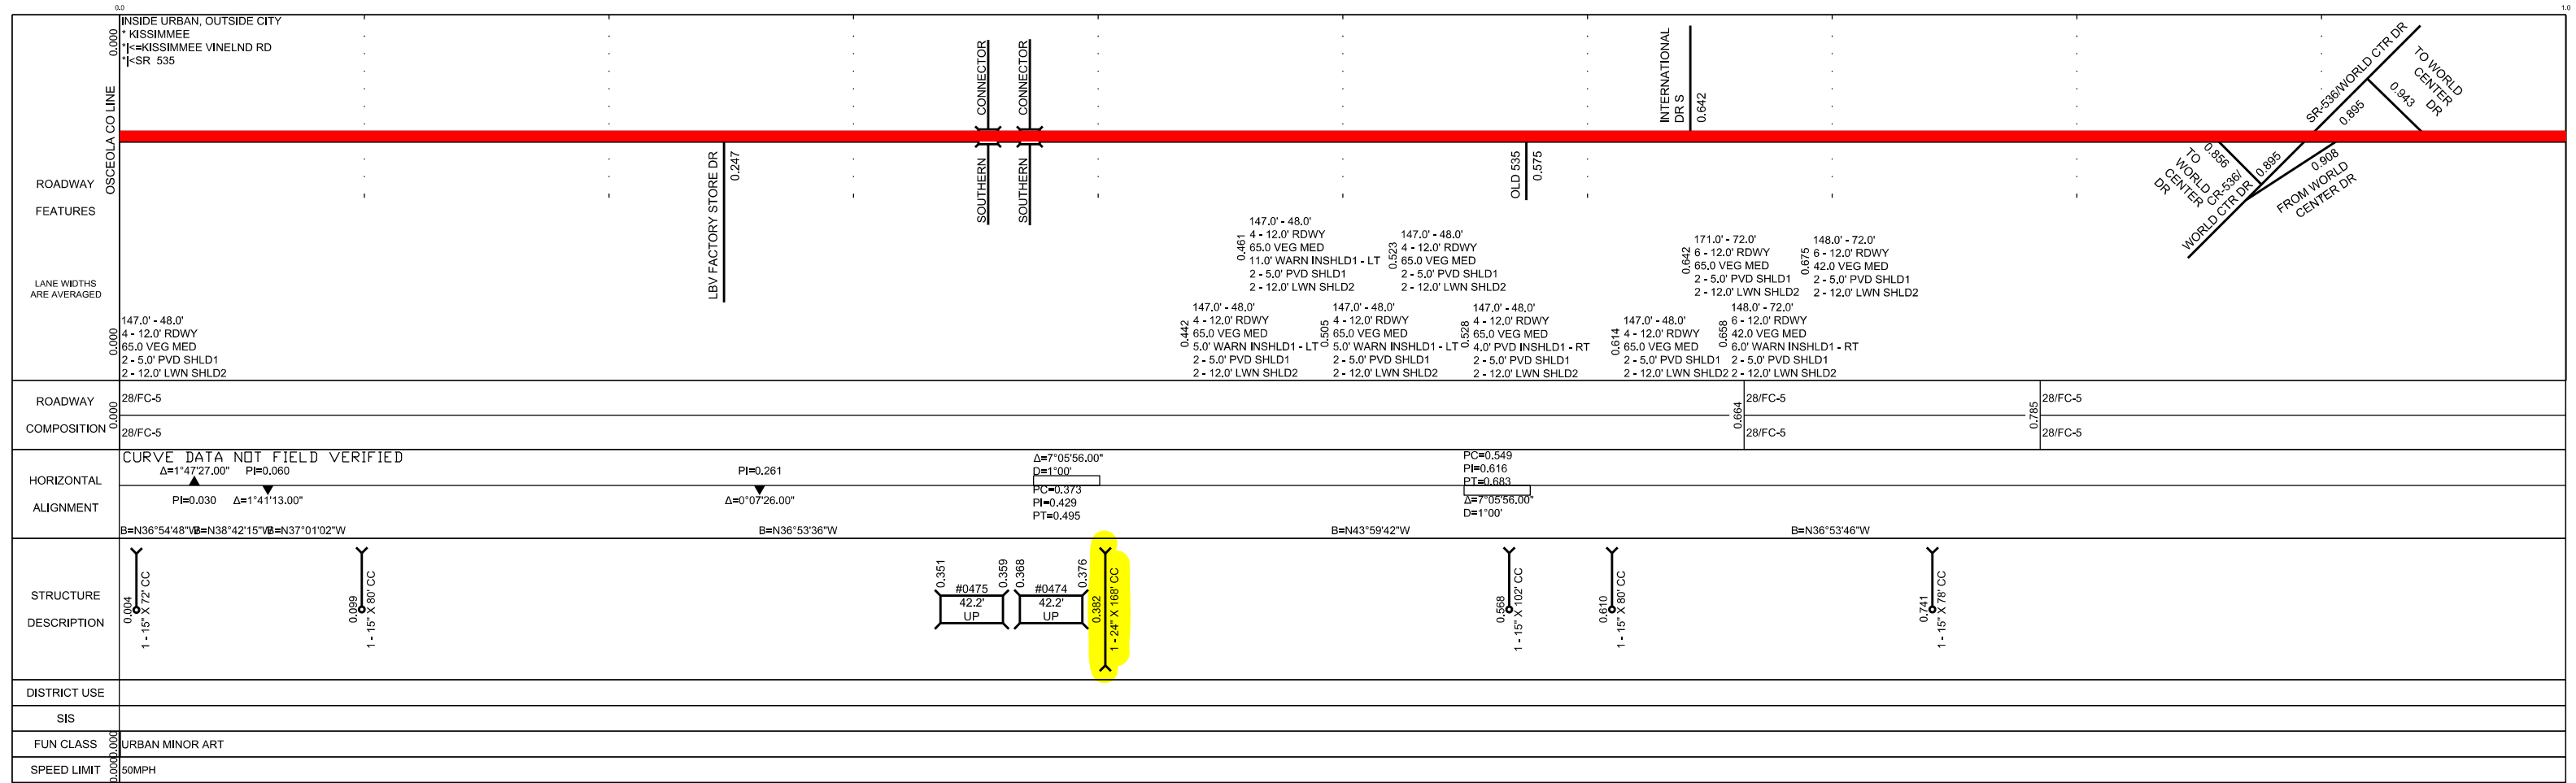 0.0
1.0
0.000
INSIDE URBAN, OUTSIDE CITY
* KISSIMMEE
*|<=KISSIMMEE VINELND RD
*|<SR 535
OSCEOLA CO LINE
ROADWAY
FEATURES
LANE WIDTHS
ARE AVERAGED
LBV FACTORY STORE DR
0.247
SOUTHERN CONNECTOR
SOUTHERN CONNECTOR
OLD 535
0.575
INTERNATIONAL
DR S
0.642
SR-536/WORLD CTR DR
0.895
TO WORLD
CENTER
DR
0.943
0.856
TO
WORLD
CENTER
DR
CR-536/
WORLD CTR DR
0.895
0.908
FROM WORLD
CENTER DR
0.000
147.0' - 48.0'
4 - 12.0' RDWY
65.0 VEG MED
2 - 5.0' PVD SHLD1
2 - 12.0' LWN SHLD2
0.442
147.0' - 48.0'
4 - 12.0' RDWY
65.0 VEG MED
5.0' WARN INSHLD1 - LT
2 - 5.0' PVD SHLD1
2 - 12.0' LWN SHLD2
0.461
147.0' - 48.0'
4 - 12.0' RDWY
65.0 VEG MED
11.0' WARN INSHLD1 - LT
2 - 5.0' PVD SHLD1
2 - 12.0' LWN SHLD2
0.505
147.0' - 48.0'
4 - 12.0' RDWY
65.0 VEG MED
5.0' WARN INSHLD1 - LT
2 - 5.0' PVD SHLD1
2 - 12.0' LWN SHLD2
0.523
147.0' - 48.0'
4 - 12.0' RDWY
65.0 VEG MED
2 - 5.0' PVD SHLD1
2 - 12.0' LWN SHLD2
0.528
147.0' - 48.0'
4 - 12.0' RDWY
65.0 VEG MED
4.0' PVD INSHLD1 - RT
2 - 5.0' PVD SHLD1
2 - 12.0' LWN SHLD2
0.614
147.0' - 48.0'
4 - 12.0' RDWY
65.0 VEG MED
2 - 5.0' PVD SHLD1
2 - 12.0' LWN SHLD2
0.642
171.0' - 72.0'
6 - 12.0' RDWY
65.0 VEG MED
2 - 5.0' PVD SHLD1
2 - 12.0' LWN SHLD2
0.658
148.0' - 72.0'
6 - 12.0' RDWY
42.0 VEG MED
6.0' WARN INSHLD1 - RT
2 - 5.0' PVD SHLD1
2 - 12.0' LWN SHLD2
0.675
148.0' - 72.0'
6 - 12.0' RDWY
42.0 VEG MED
2 - 5.0' PVD SHLD1
2 - 12.0' LWN SHLD2
ROADWAY
COMPOSITION
0.000
28/FC-5
28/FC-5
0.664
28/FC-5
28/FC-5
0.785
28/FC-5
28/FC-5
HORIZONTAL
ALIGNMENT
CURVE DATA NOT FIELD VERIFIED
Δ=1°47'27.00" PI=0.060
PI=0.030 Δ=1°41'13.00"
PI=0.261
Δ=0°07'26.00"
Δ=7°05'56.00"
D=1°00'
PC=0.373
PI=0.429
PT=0.495
PC=0.549
PI=0.616
PT=0.683
Δ=7°05'56.00"
D=1°00'
B=N36°54'48"W B=N38°42'15"W B=N37°01'02"W
B=N36°53'36"W
B=N43°59'42"W
B=N36°53'46"W
STRUCTURE
DESCRIPTION
0.004
1 - 15" X 72' CC
0.099
1 - 15" X 80' CC
0.351
#0475
42.2'
UP
0.359
0.368
#0474
42.2'
UP
0.376
0.382
1 - 24" X 168' CC
0.568
1 - 15" X 102' CC
0.610
1 - 15" X 80' CC
0.741
1 - 15" X 78' CC
DISTRICT USE
SIS
FUN CLASS
0.000
URBAN MINOR ART
SPEED LIMIT
0.000
50MPH